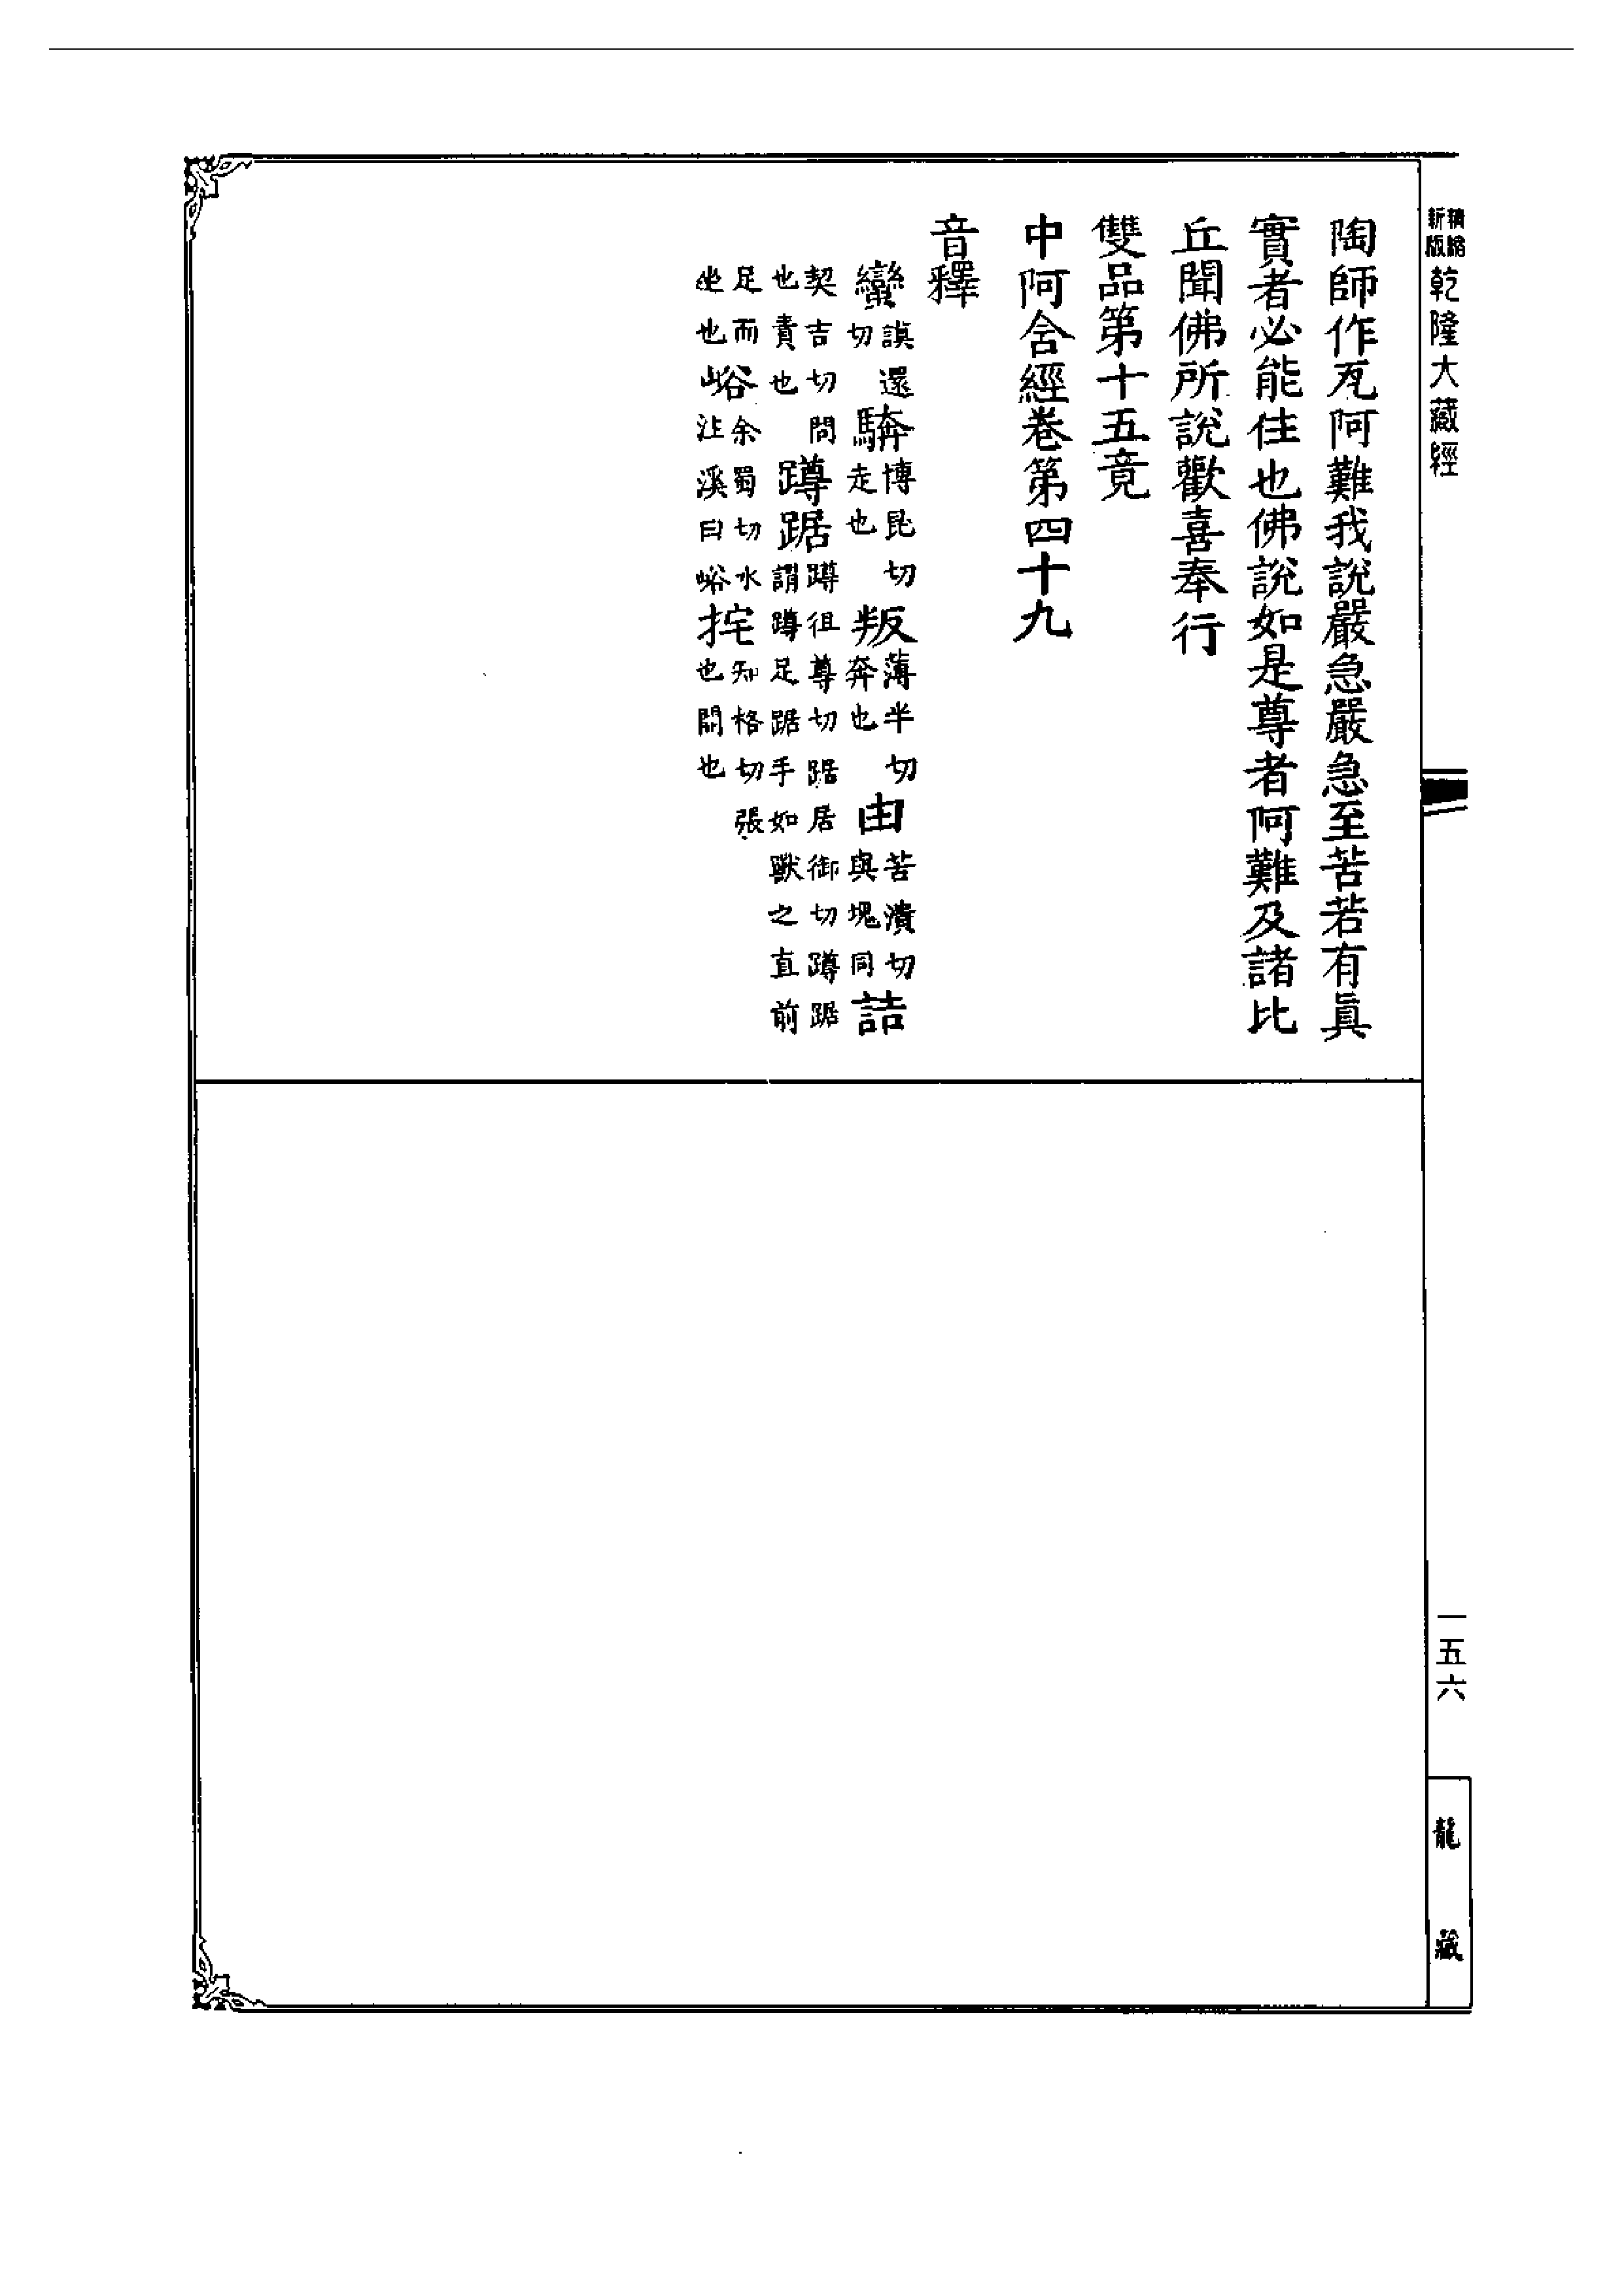 精縮新版乾隆大藏經
陶師作瓦阿難我說嚴急嚴急至苦若有眞
實者必能住也佛說如是尊者阿難及諸比
丘聞佛所說歡喜奉行
雙品第十五竟
中阿含經卷第四十九
音釋
蠻謨還切騎博昆切走也叛薄半切奔也甶苦潰切與塊同詰
契吉切問也責也蹲踞蹲徂尊切踞居御切蹲踞謂蹲足踞手如獸之直前
足而坐也峪余蜀切水注溪曰峪挓知格切張也開也
一五六
龍藏